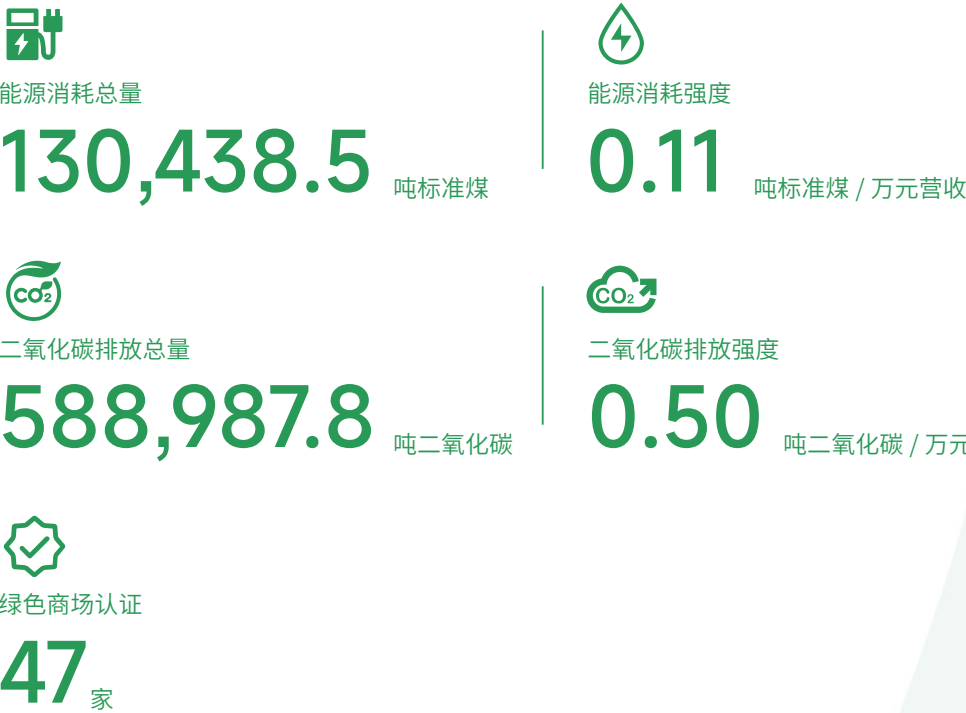 能源消耗总量
130,438.5 吨标准煤
能源消耗强度
0.11 吨标准煤 / 万元营收
CO₂
二氧化碳排放总量
588,987.8 吨二氧化碳
CO₂
二氧化碳排放强度
0.50 吨二氧化碳 / 万元
绿色商场认证
47 家